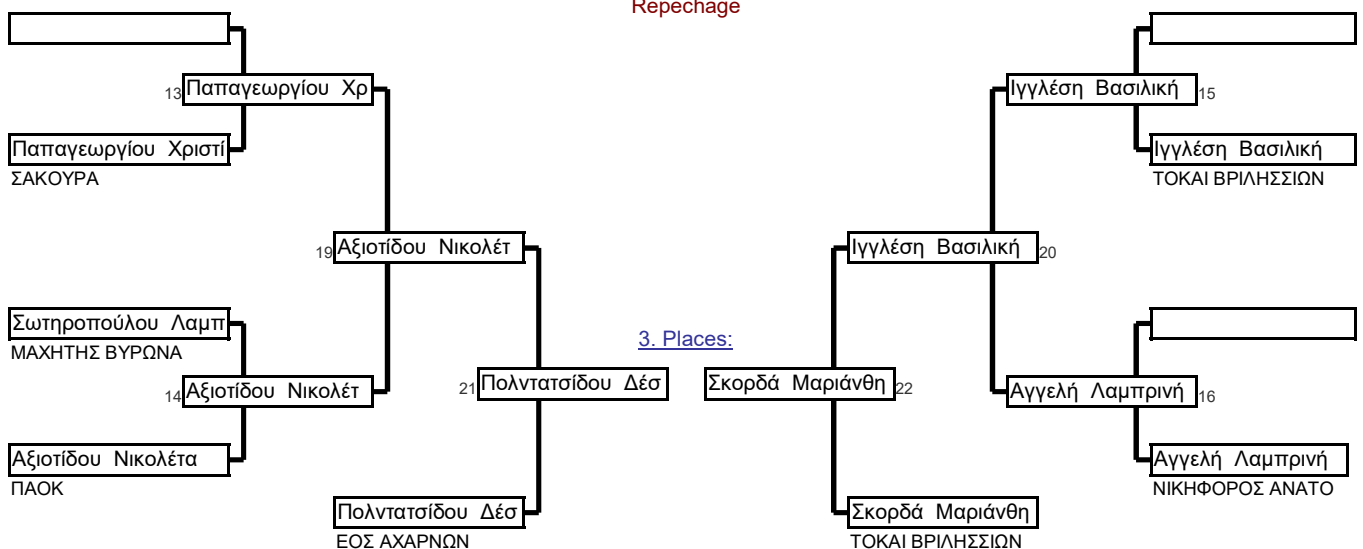 Repechage
13 Παπαγεωργίου Χρ
Ιγγλέση Βασιλική 15
Παπαγεωργίου Χριστί
ΣΑΚΟΥΡΑ
Ιγγλέση Βασιλική
ΤΟΚΑΙ ΒΡΙΛΗΣΣΙΩΝ
19 Αξιοτίδου Νικολέτ
Ιγγλέση Βασιλική 20
Σωτηροπούλου Λαμπ
ΜΑΧΗΤΗΣ ΒΥΡΩΝΑ
3. Places:
14 Αξιοτίδου Νικολέτ
21 Πολντατσίδου Δέσ
Σκορδά Μαριάνθη 22
Αγγελή Λαμπρινή 16
Αξιοτίδου Νικολέτα
ΠΑΟΚ
Αγγελή Λαμπρινή
ΝΙΚΗΦΟΡΟΣ ΑΝΑΤΟ
Πολντατσίδου Δέσ
ΕΟΣ ΑΧΑΡΝΩΝ
Σκορδά Μαριάνθη
ΤΟΚΑΙ ΒΡΙΛΗΣΣΙΩΝ